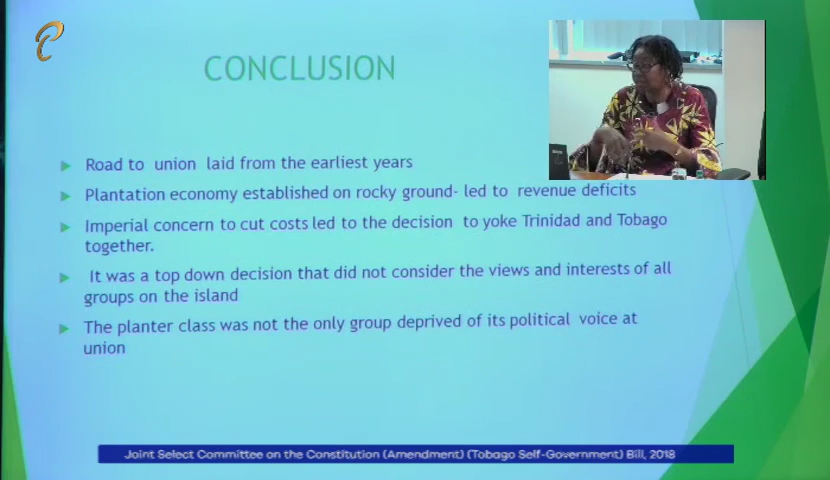 CONCLUSION
Road to union laid from the earliest years
Plantation economy established on rocky ground- led to revenue deficits
Imperial concern to cut costs led to the decision to yoke Trinidad and Tobago
together.
It was a top down decision that did not consider the views and interests of all
groups on the island
The planter class was not the only group deprived of its political voice at
union
Joint Select Committee on the Constitution (Amendment) (Tobago Self-Government) Bill, 2018